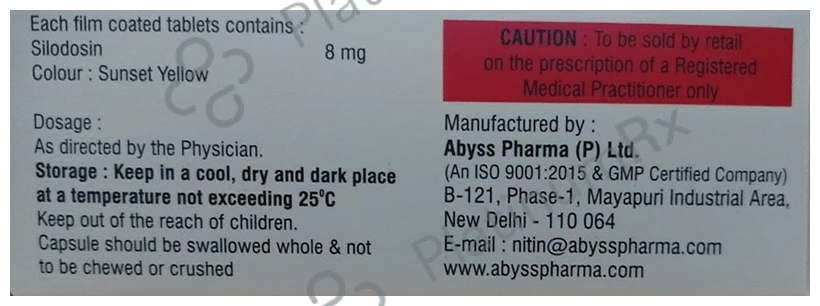 Each film coated tablets contains :
Silodosin 8 mg
Colour : Sunset Yellow
Dosage :
As directed by the Physician.
Storage : Keep in a cool, dry and dark place
at a temperature not exceeding 25⁰C
Keep out of the reach of children.
Capsule should be swallowed whole & not
to be chewed or crushed
CAUTION : To be sold by retail
on the prescription of a Registered
Medical Practitioner only
Manufactured by :
Abyss Pharma (P) Ltd.
(An ISO 9001:2015 & GMP Certified Company)
B-121, Phase-1, Mayapuri Industrial Area,
New Delhi - 110 064
E-mail : nitin@abysspharma.com
www.abysspharma.com